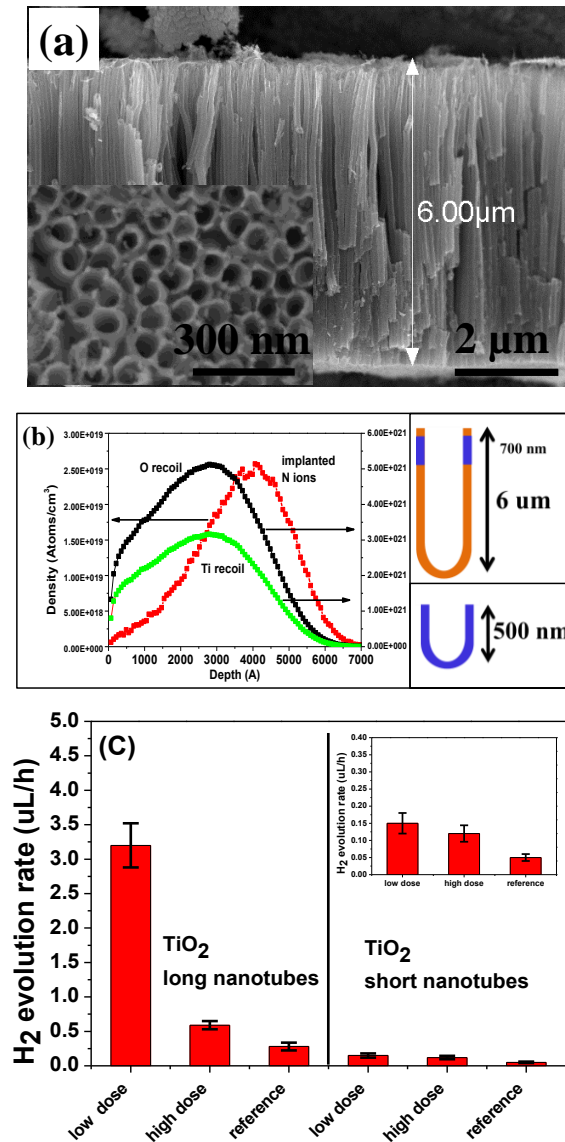 (a)
6.00μm
300 nm
2 μm
(b)
3.00E+019
2.50E+019
2.00E+019
1.50E+019
1.00E+019
5.00E+018
0.00E+000
Density (Atoms/cm³)
6.00E+021
5.00E+021
4.00E+021
3.00E+021
2.00E+021
1.00E+021
0.00E+000
O recoil
implanted
N ions
Ti recoil
0 1000 2000 3000 4000 5000 6000 7000
Depth (A)
700 nm
6 um
500 nm
(C)
H₂ evolution rate (uL/h)
5.0
4.5
4.0
3.5
3.0
2.5
2.0
1.5
1.0
0.5
0.0
TiO₂
long nanotubes
TiO₂
short nanotubes
low dose
high dose
reference
low dose
high dose
reference
H₂ evolution rate (uL/h)
0.40
0.35
0.30
0.25
0.20
0.15
0.10
0.05
0.00
low dose high dose reference